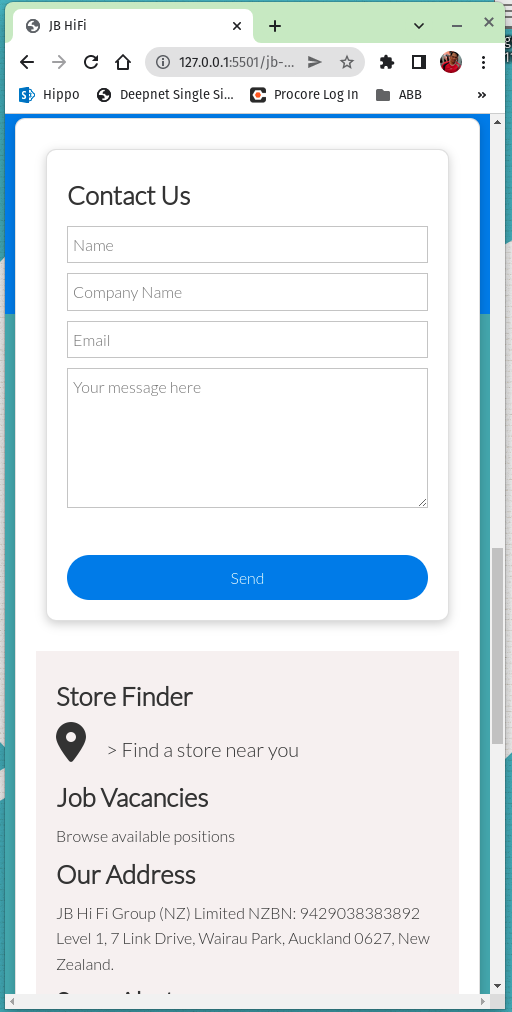 JB HiFi
127.0.0.1:5501/jb-...
Hippo
Deepnet Single Si...
Procore Log In
ABB
»
Contact Us
Name
Company Name
Email
Your message here
Send
Store Finder
> Find a store near you
Job Vacancies
Browse available positions
Our Address
JB Hi Fi Group (NZ) Limited NZBN: 9429038383892
Level 1, 7 Link Drive, Wairau Park, Auckland 0627, New
Zealand.